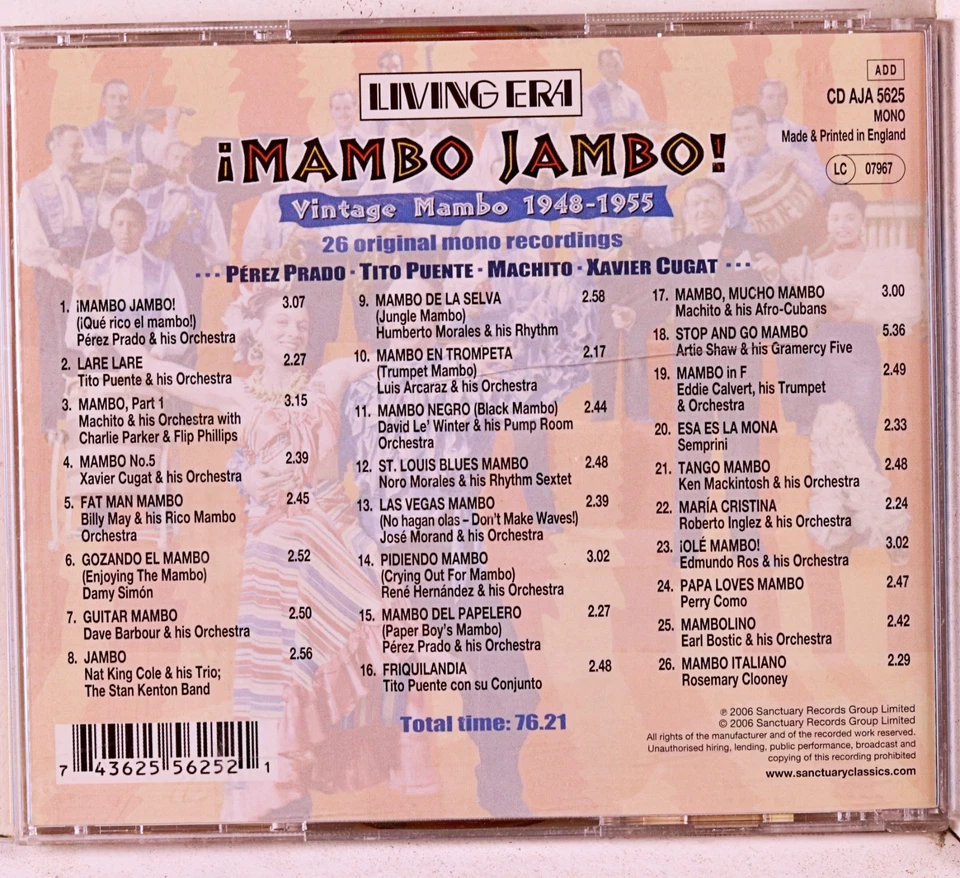 LIVING ERA
ADD
CD AJA 5625
MONO
Made & Printed in England
LC 07967
¡MAMBO JAMBO!
Vintage Mambo 1948-1955
26 original mono recordings
··· PÉREZ PRADO · TITO PUENTE · MACHITO · XAVIER CUGAT ···
1. ¡MAMBO JAMBO! 3.07
(¡Qué rico el mambo!)
Pérez Prado & his Orchestra
2. LARE LARE 2.27
Tito Puente & his Orchestra
3. MAMBO, Part 1 3.15
Machito & his Orchestra with
Charlie Parker & Flip Phillips
4. MAMBO No.5 2.39
Xavier Cugat & his Orchestra
5. FAT MAN MAMBO 2.45
Billy May & his Rico Mambo
Orchestra
6. GOZANDO EL MAMBO 2.52
(Enjoying The Mambo)
Damy Simón
7. GUITAR MAMBO 2.50
Dave Barbour & his Orchestra
8. JAMBO 2.56
Nat King Cole & his Trio;
The Stan Kenton Band
9. MAMBO DE LA SELVA 2.58
(Jungle Mambo)
Humberto Morales & his Rhythm
10. MAMBO EN TROMPETA 2.17
(Trumpet Mambo)
Luis Arcaraz & his Orchestra
11. MAMBO NEGRO (Black Mambo) 2.44
David Le' Winter & his Pump Room
Orchestra
12. ST. LOUIS BLUES MAMBO 2.48
Noro Morales & his Rhythm Sextet
13. LAS VEGAS MAMBO 2.39
(No hagan olas – Don't Make Waves!)
José Morand & his Orchestra
14. PIDIENDO MAMBO 3.02
(Crying Out For Mambo)
René Hernández & his Orchestra
15. MAMBO DEL PAPELERO 2.27
(Paper Boy's Mambo)
Pérez Prado & his Orchestra
16. FRIQUILANDIA 2.48
Tito Puente con su Conjunto
17. MAMBO, MUCHO MAMBO 3.00
Machito & his Afro-Cubans
18. STOP AND GO MAMBO 5.36
Artie Shaw & his Gramercy Five
19. MAMBO in F 2.49
Eddie Calvert, his Trumpet
& Orchestra
20. ESA ES LA MONA 2.33
Semprini
21. TANGO MAMBO 2.48
Ken Mackintosh & his Orchestra
22. MARÍA CRISTINA 2.24
Roberto Inglez & his Orchestra
23. ¡OLÉ MAMBO! 3.02
Edmundo Ros & his Orchestra
24. PAPA LOVES MAMBO 2.47
Perry Como
25. MAMBOLINO 2.42
Earl Bostic & his Orchestra
26. MAMBO ITALIANO 2.29
Rosemary Clooney
Total time: 76.21
7 43625 56252 1
℗ 2006 Sanctuary Records Group Limited
© 2006 Sanctuary Records Group Limited
All rights of the manufacturer and of the recorded work reserved.
Unauthorised hiring, lending, public performance, broadcast and
copying of this recording prohibited
www.sanctuaryclassics.com